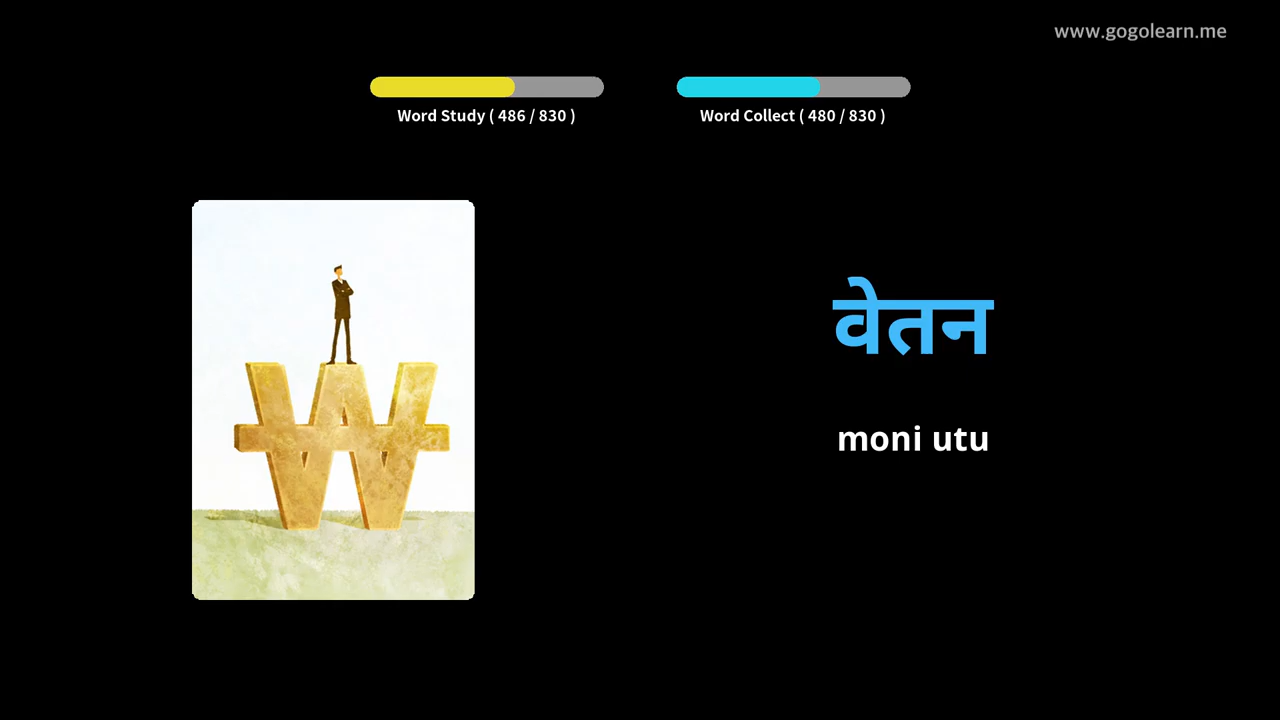 www.gogolearn.me
Word Study ( 486 / 830 )
Word Collect ( 480 / 830 )
वेतन
moni utu